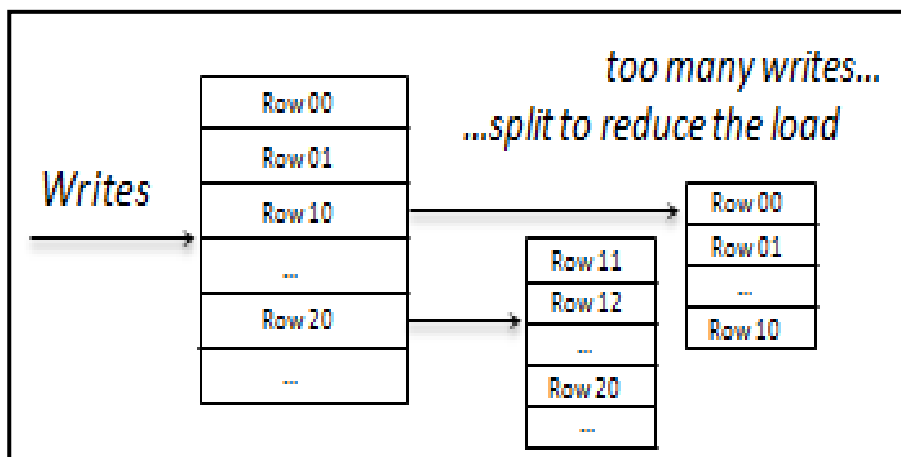 too many writes...
...split to reduce the load
Writes
Row 00
Row 01
Row 10
...
Row 20
...
Row 11
Row 12
...
Row 20
...
Row 00
Row 01
...
Row 10